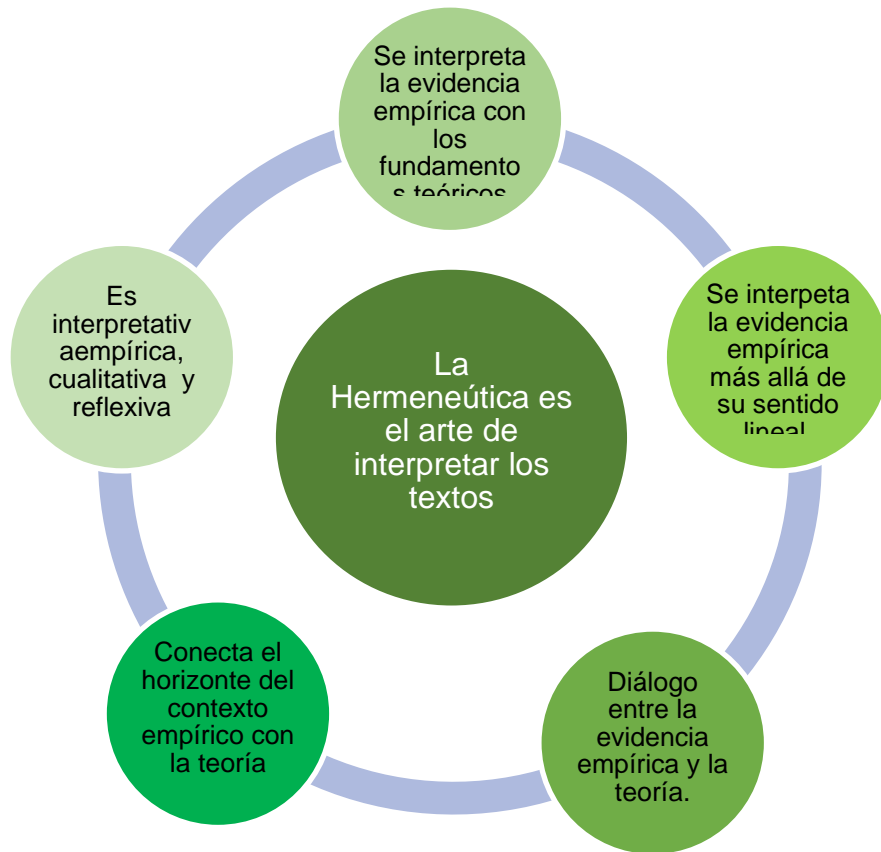 Se interpreta
la evidencia
empírica con
los
fundamento
s teóricos
Se interpeta
la evidencia
empírica
más allá de
su sentido
lineal
Diálogo
entre la
evidencia
empírica y la
teoría.
Conecta el
horizonte del
contexto
empírico con
la teoría
Es
interpretativ
aempírica,
cualitativa y
reflexiva
La
Hermeneútica es
el arte de
interpretar los
textos